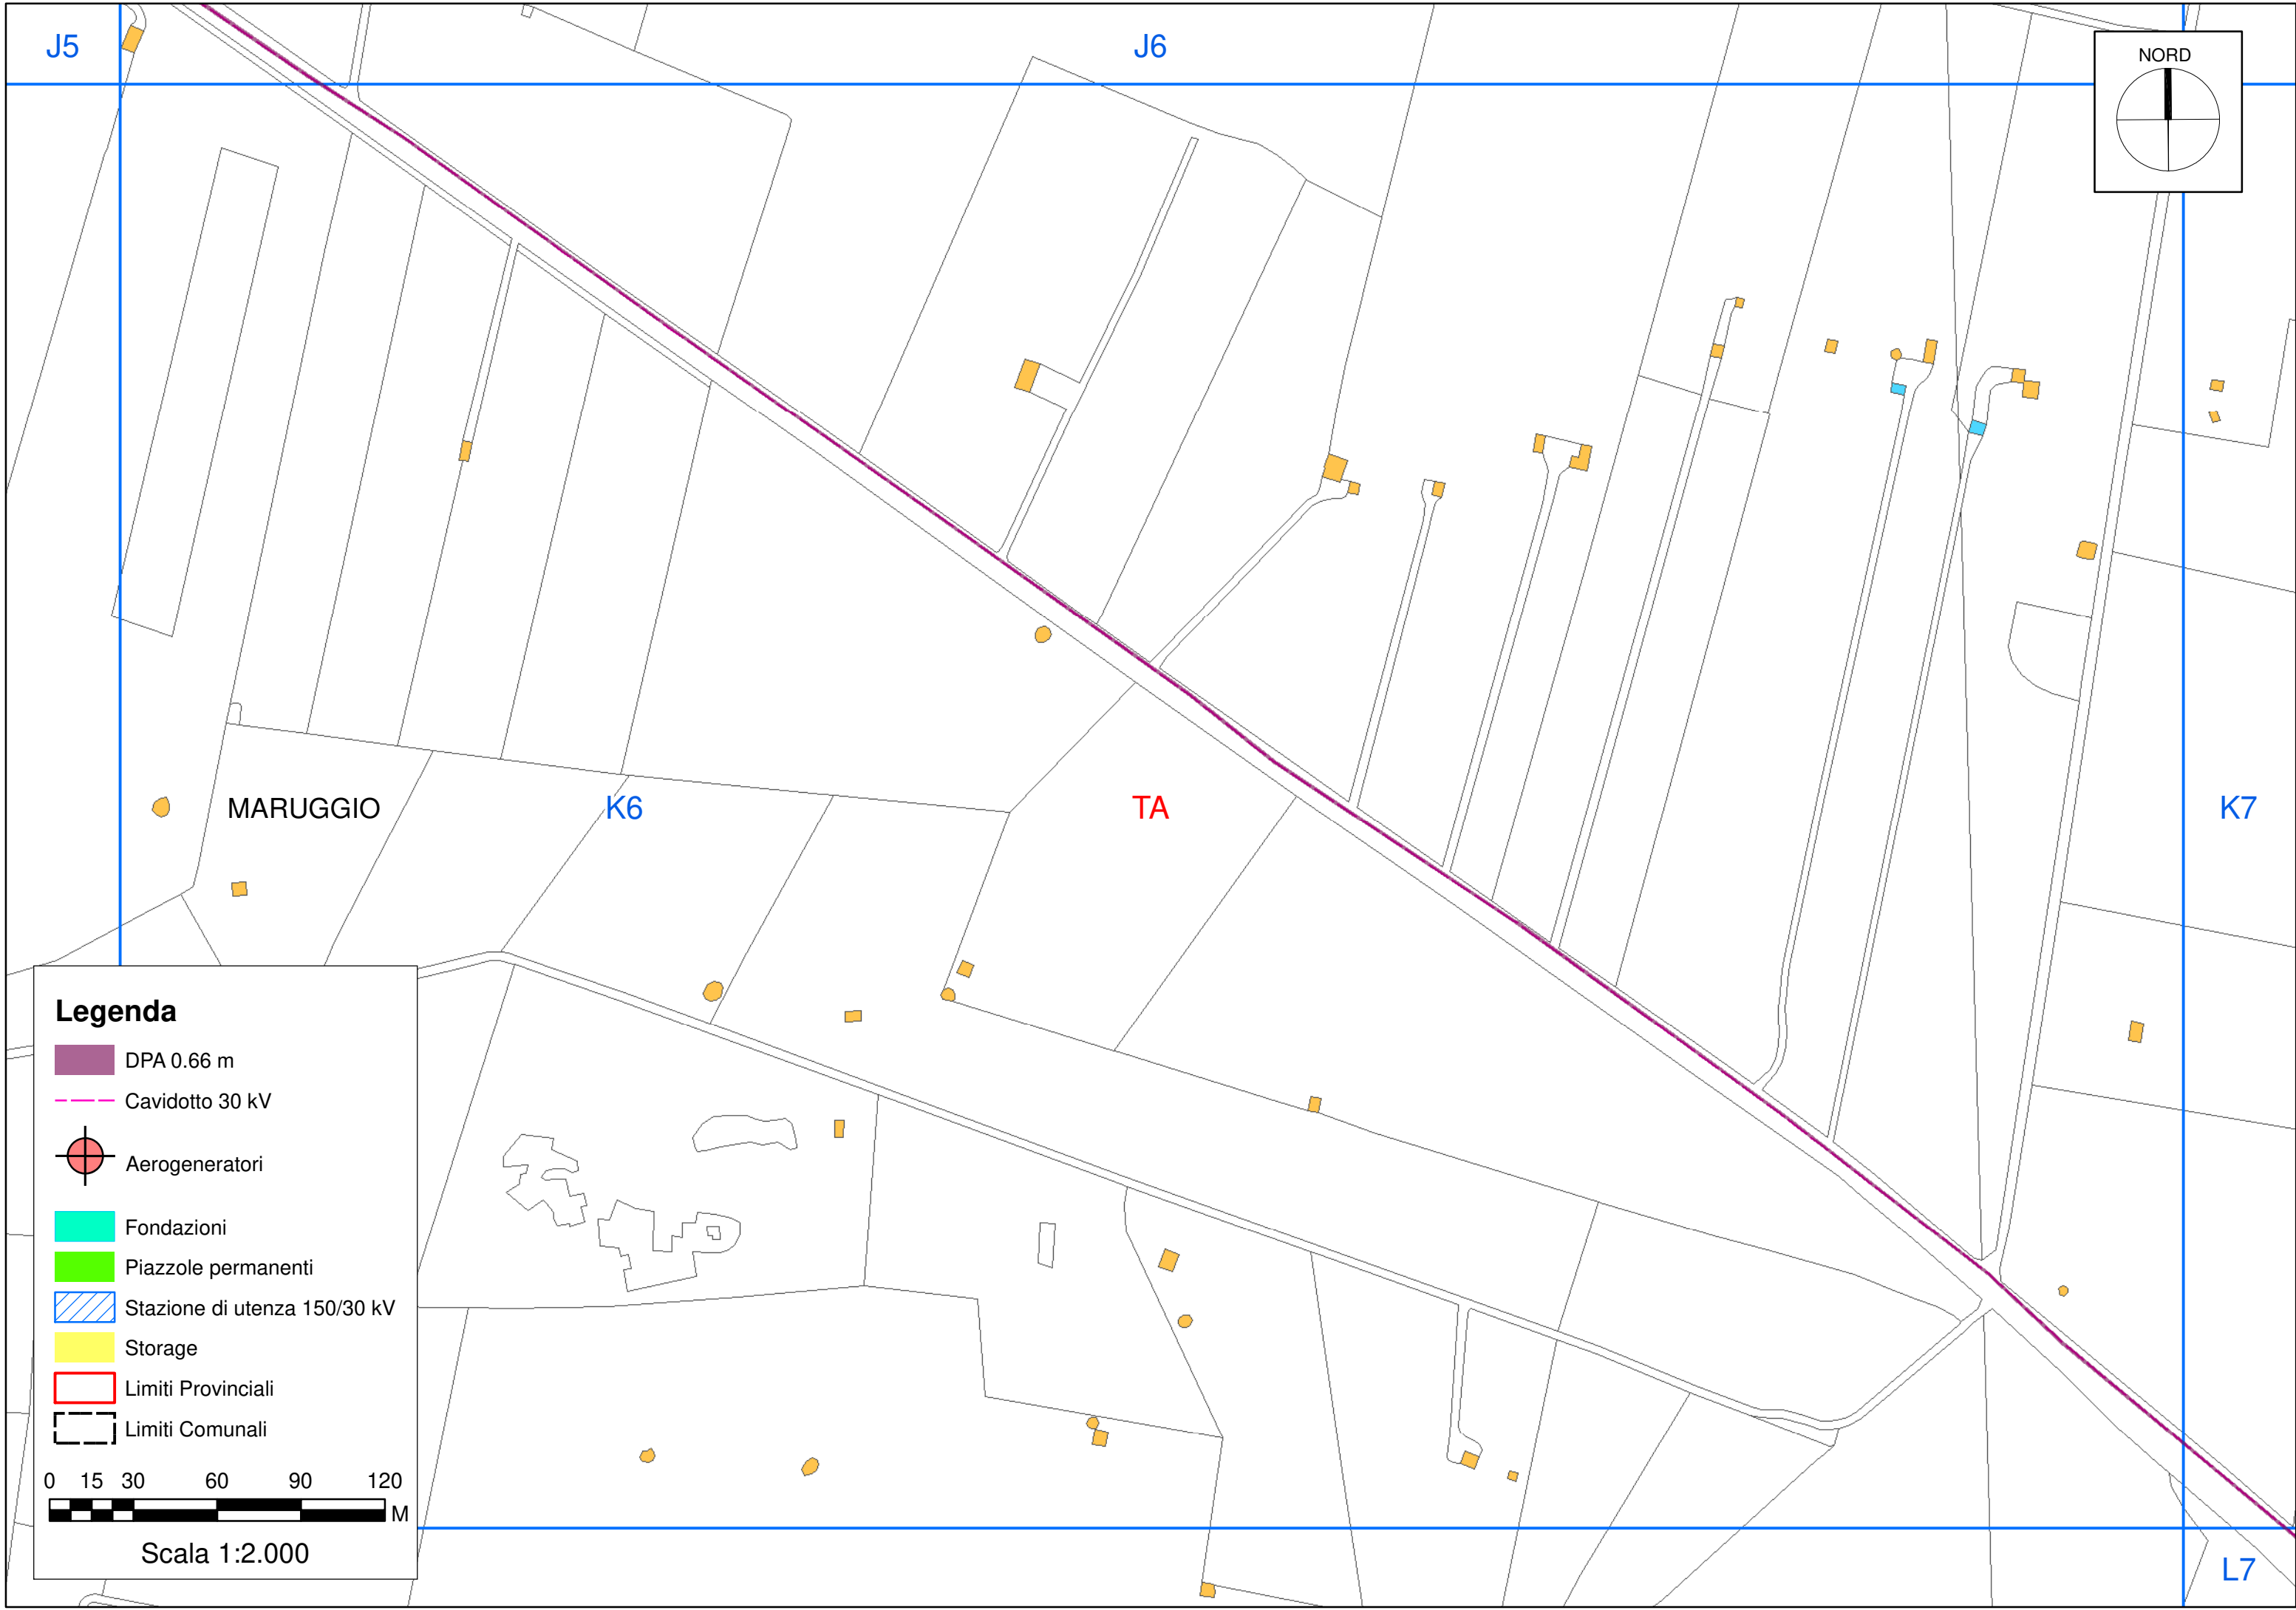 J5
J6
NORD
MARUGGIO
K6
TA
K7
Legenda
DPA 0.66 m
Cavidotto 30 kV
Aerogeneratori
Fondazioni
Piazzole permanenti
Stazione di utenza 150/30 kV
Storage
Limiti Provinciali
Limiti Comunali
0 15 30 60 90 120
M
Scala 1:2.000
L7